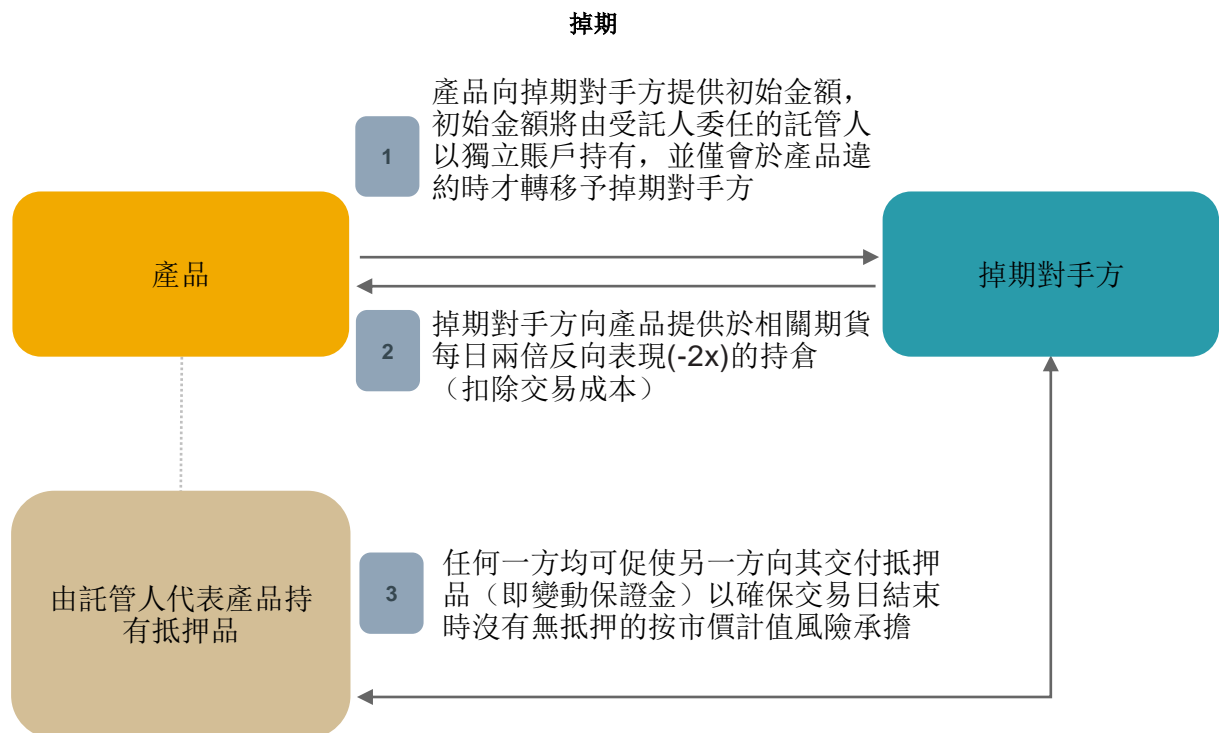 掉期
產品向掉期對手方提供初始金額，
初始金額將由受託人委任的託管人
以獨立賬戶持有，並僅會於產品違
約時才轉移予掉期對手方
1
產品
掉期對手方
掉期對手方向產品提供於相關期貨
每日兩倍反向表現(-2x)的持倉
（扣除交易成本）
2
任何一方均可促使另一方向其交付抵押
品（即變動保證金）以確保交易日結束
時沒有無抵押的按市價計值風險承擔
3
由託管人代表產品持
有抵押品